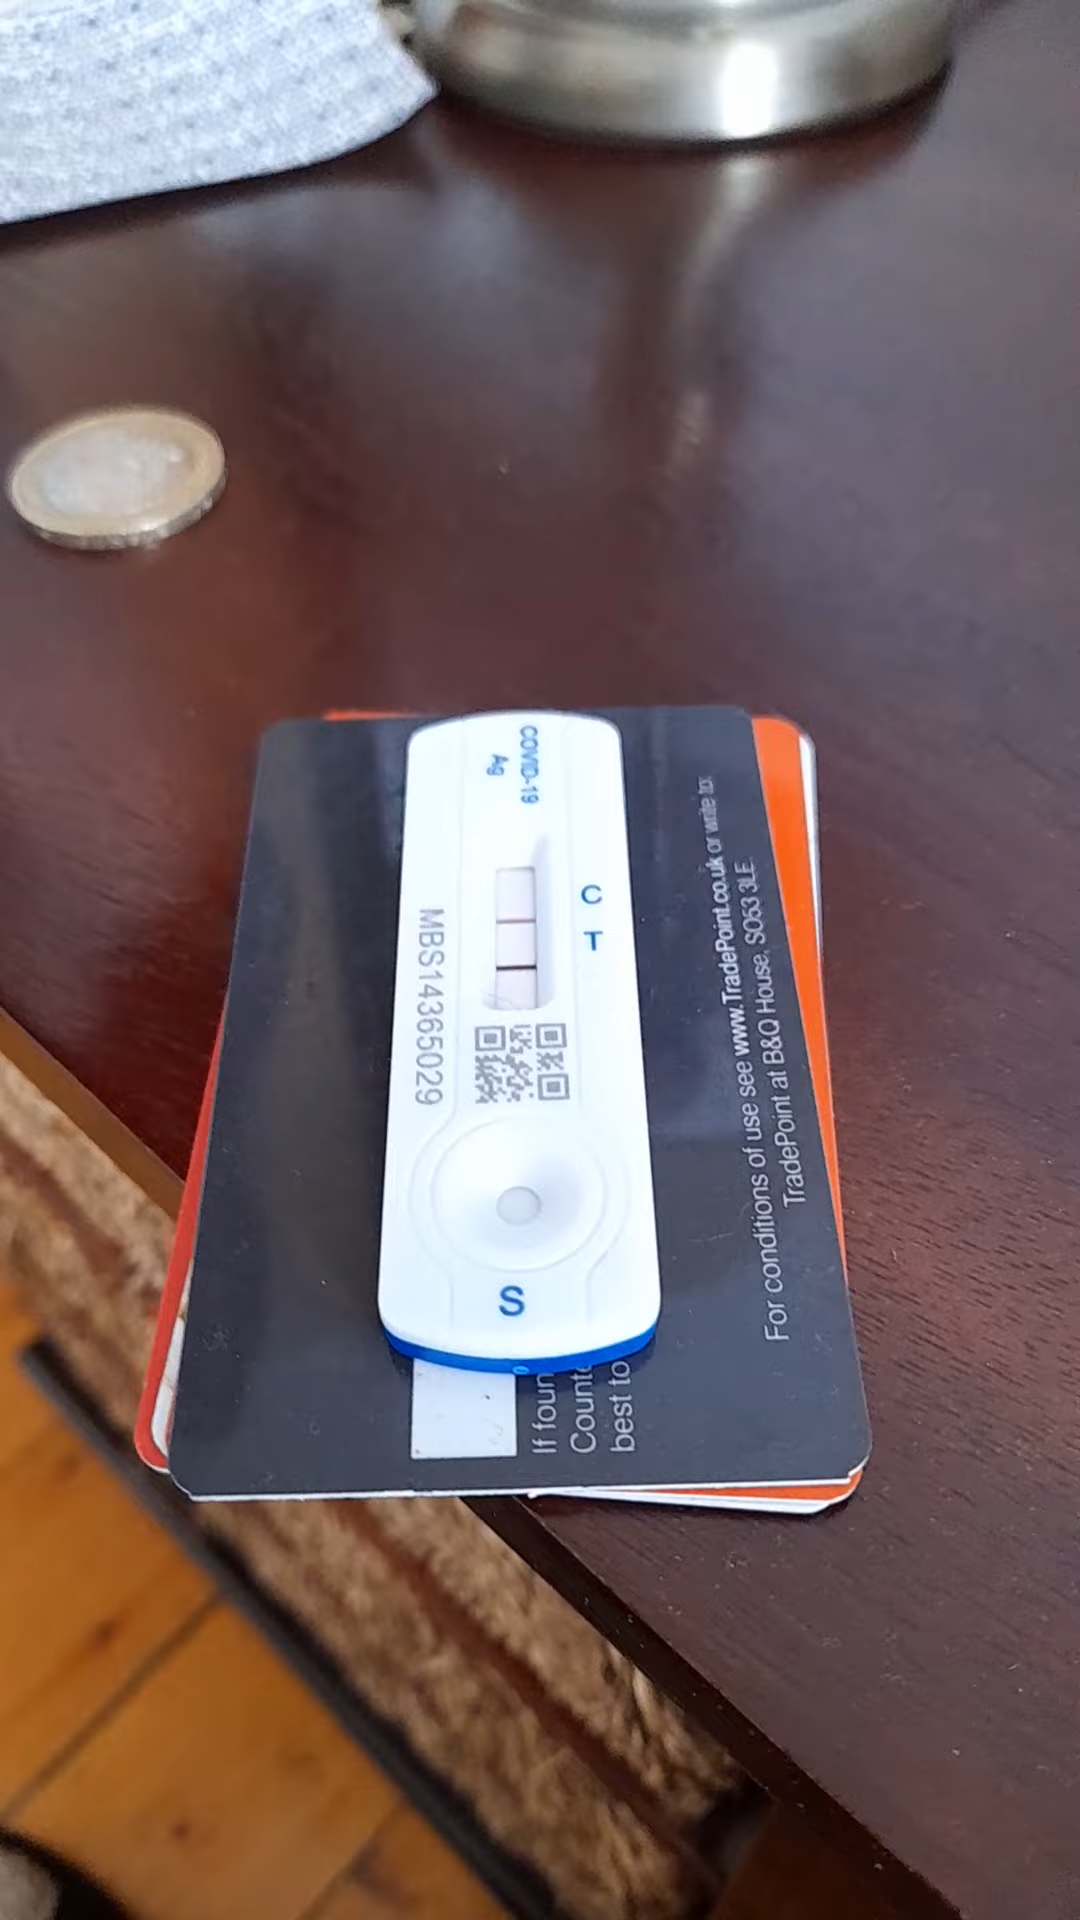 COVID-19
Ag
C
T
MBS14365029
S
For conditions of use see www.TradePoint.co.uk or write to:
TradePoint at B&Q House, SO53 3LE.
If foun
Counte
best to